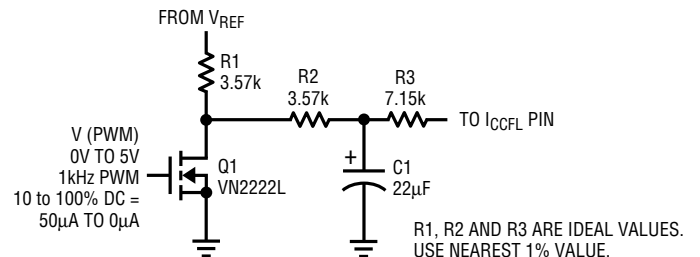 FROM VREF
R1
3.57k
R2
3.57k
R3
7.15k
TO ICCFL PIN
V (PWM)
0V TO 5V
1kHz PWM
10 to 100% DC =
50µA TO 0µA
Q1
VN2222L
+
C1
22µF
R1, R2 AND R3 ARE IDEAL VALUES.
USE NEAREST 1% VALUE.